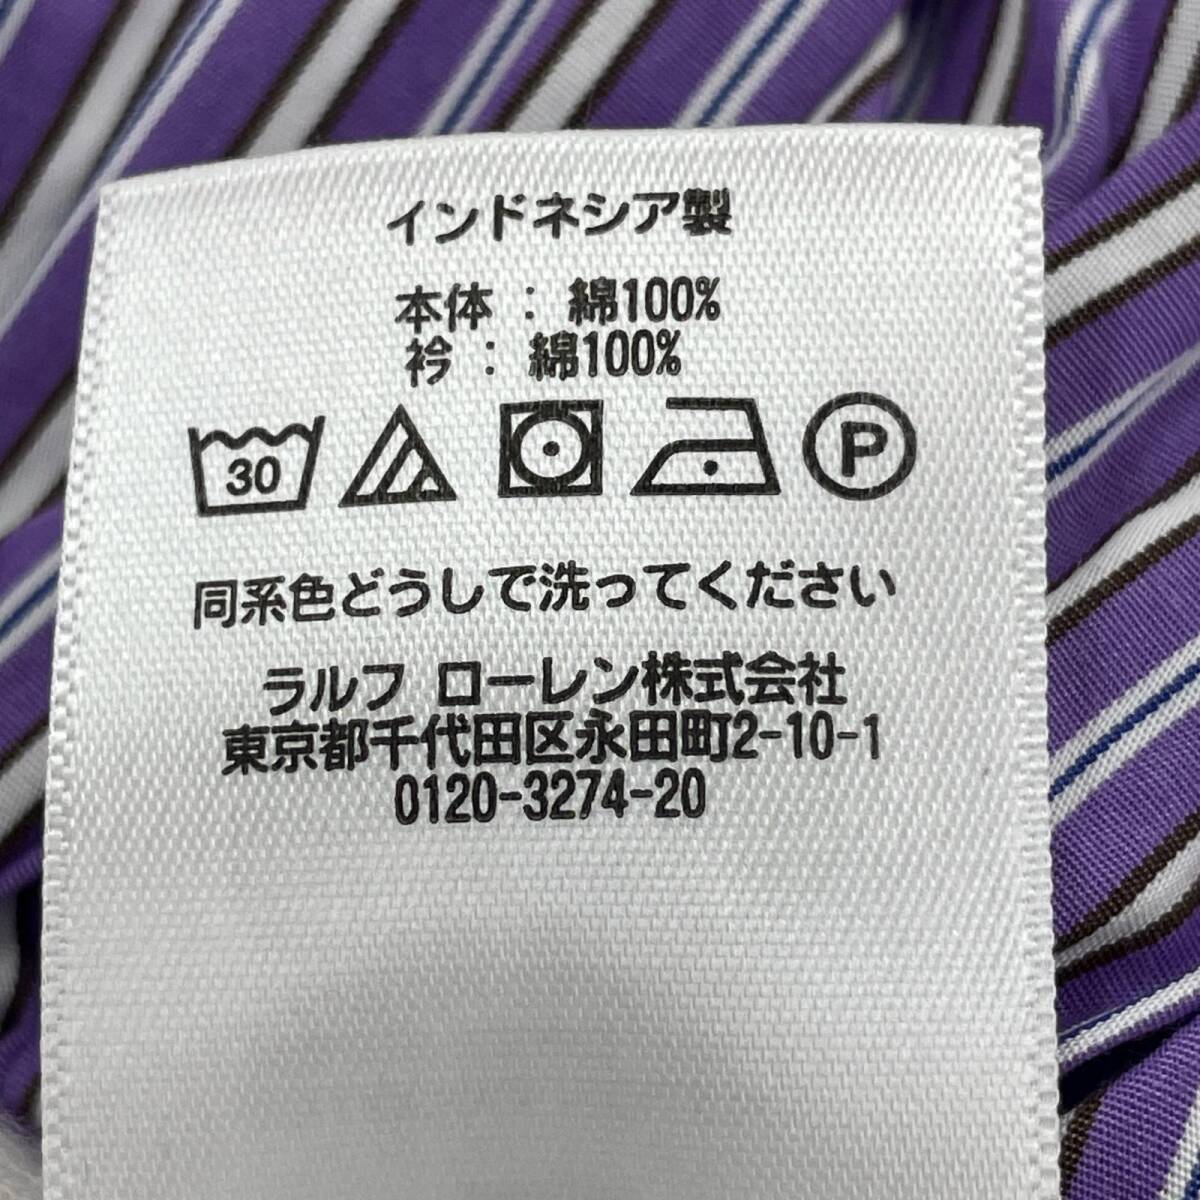 インドネシア製
本体 : 綿100%
衿 : 綿100%
30 P
同系色どうしで洗ってください
ラルフ ローレン株式会社
東京都千代田区永田町2-10-1
0120-3274-20